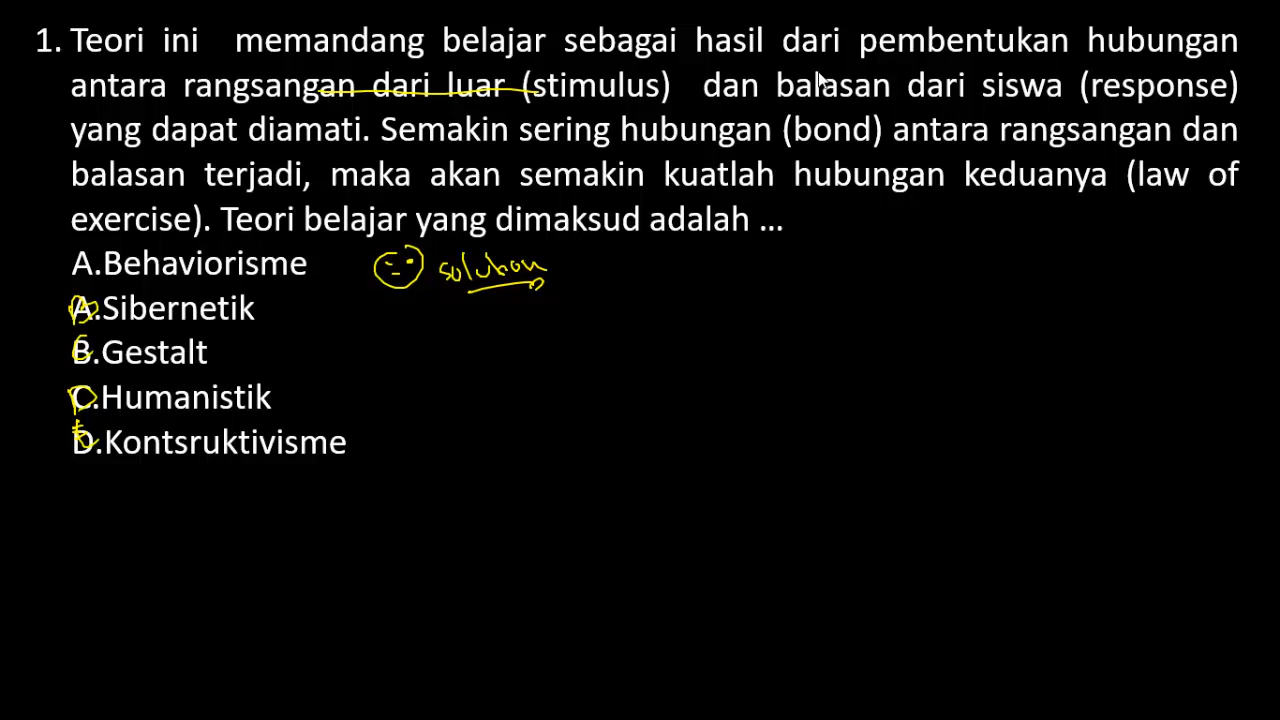 1. Teori ini memandang belajar sebagai hasil dari pembentukan hubungan
antara rangsangan dari luar (stimulus) dan balasan dari siswa (response)
yang dapat diamati. Semakin sering hubungan (bond) antara rangsangan dan
balasan terjadi, maka akan semakin kuatlah hubungan keduanya (law of
exercise). Teori belajar yang dimaksud adalah ...
A.Behaviorisme solution
A.Sibernetik
B.Gestalt
C.Humanistik
D.Kontsruktivisme